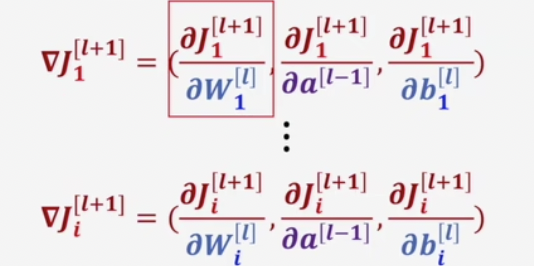 ∇J₁^[l+1] = (∂J₁^[l+1]/∂W₁^[l], ∂J₁^[l+1]/∂a^[l−1], ∂J₁^[l+1]/∂b₁^[l])
⋮
∇Jᵢ^[l+1] = (∂Jᵢ^[l+1]/∂Wᵢ^[l], ∂Jᵢ^[l+1]/∂a^[l−1], ∂Jᵢ^[l+1]/∂bᵢ^[l])